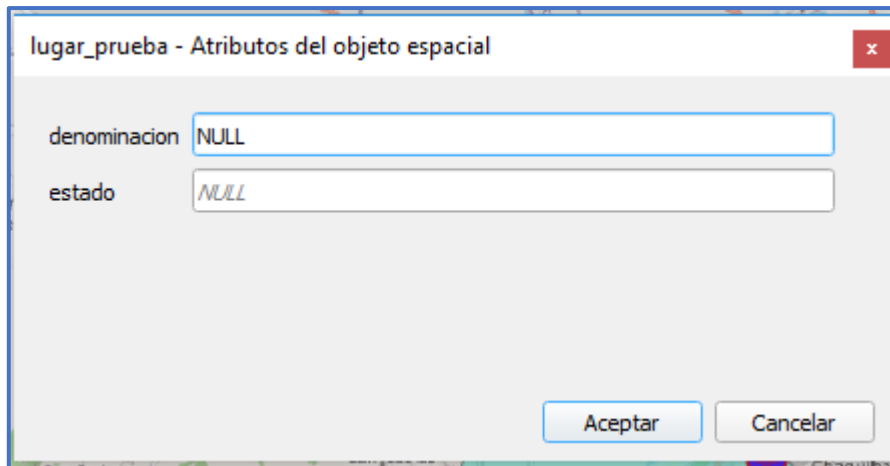 lugar_prueba - Atributos del objeto espacial
x
denominacion NULL
estado NULL
Aceptar Cancelar